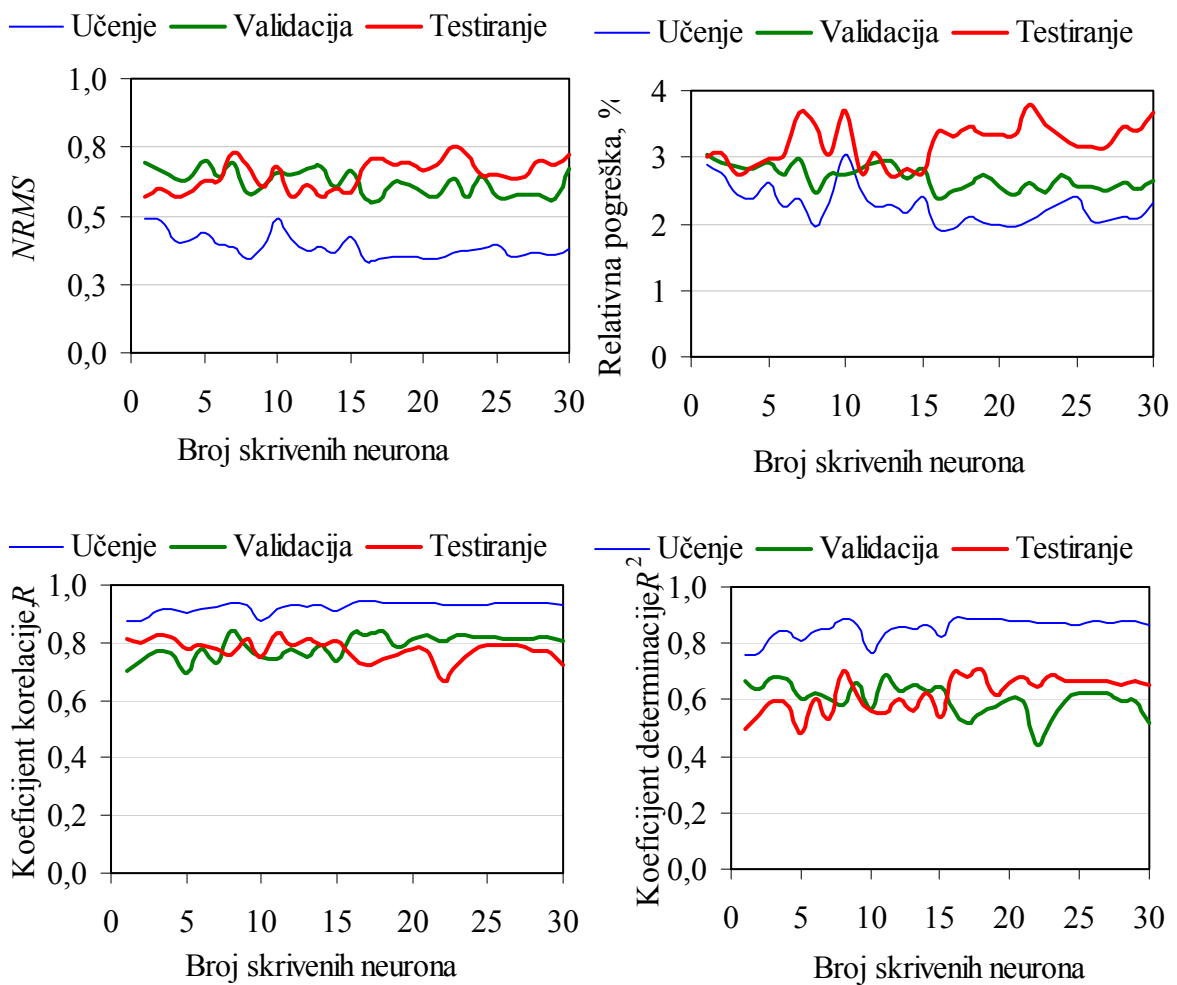 Učenje Validacija Testiranje
NRMS
1,0
0,8
0,5
0,3
0,0
0 5 10 15 20 25 30
Broj skrivenih neurona
Učenje Validacija Testiranje
Relativna pogreška, %
4
3
2
1
0
0 5 10 15 20 25 30
Broj skrivenih neurona
Učenje Validacija Testiranje
Koeficijent korelacije, R
1,0
0,8
0,6
0,4
0,2
0,0
0 5 10 15 20 25 30
Broj skrivenih neurona
Učenje Validacija Testiranje
Koeficijent determinacije, R²
1,0
0,8
0,6
0,4
0,2
0,0
0 5 10 15 20 25 30
Broj skrivenih neurona